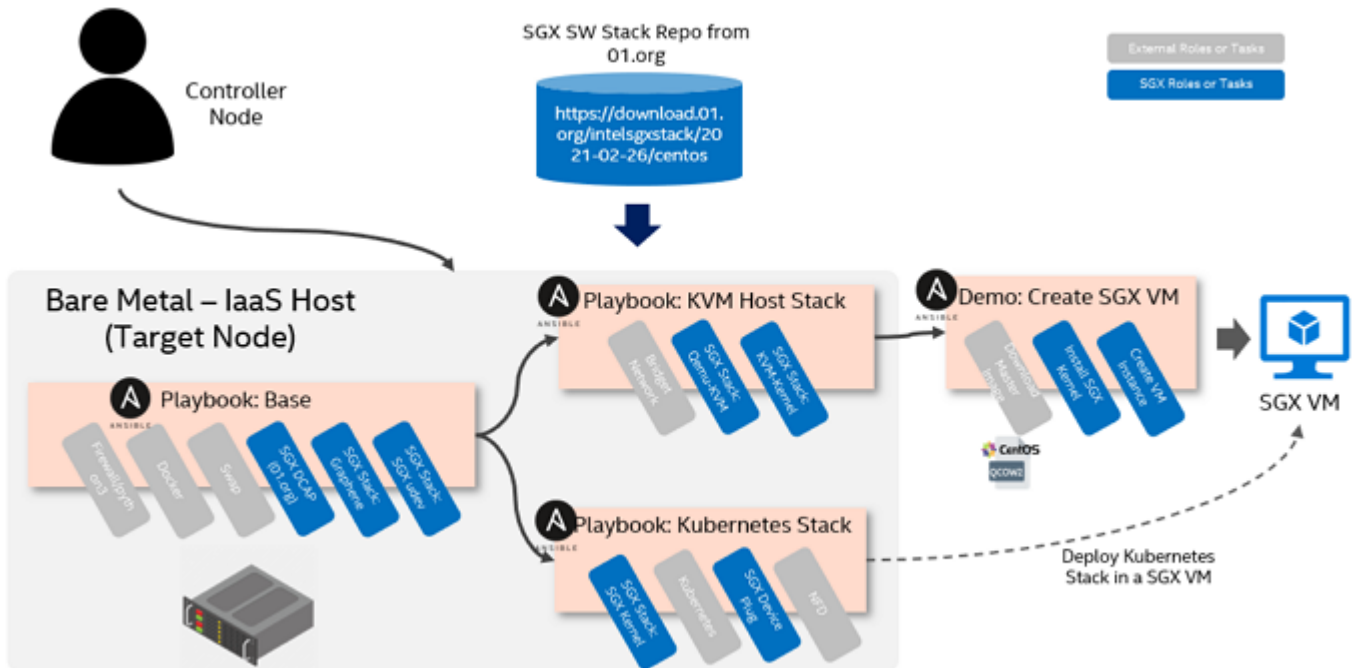 SGX SW Stack Repo from
01.org
External Roles or Tasks
SGX Roles or Tasks
Controller
Node
https://download.01.
org/intelsgxstack/20
21-02-26/centos
Bare Metal – IaaS Host
(Target Node)
ANSIBLE
Playbook: KVM Host Stack
Bridget
Network
SGX Stack:
Qemu-KVM
SGX Stack:
KVM-Kernel
ANSIBLE
Demo: Create SGX VM
Download
Master
Image
Install SGX
Kernel
Create VM
Instance
SGX VM
CentOS
QCOW2
ANSIBLE
Playbook: Base
Firewall/pyth
on3
Docker
Swap
SGX DCAP
(01.org)
SGX Stack:
Graphene
SGX Stack:
SGX udev
ANSIBLE
Playbook: Kubernetes Stack
SGX Stack:
SGX Kernel
Kubernetes
SGX Device
Plug
NFD
Deploy Kubernetes
Stack in a SGX VM